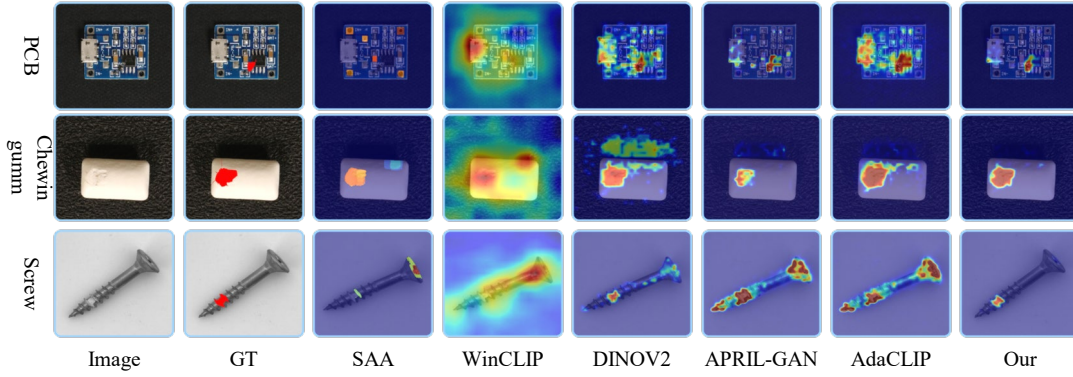 PCB
Chewin
gumm
Screw
Image
GT
SAA
WinCLIP
DINOV2
APRIL-GAN
AdaCLIP
Our